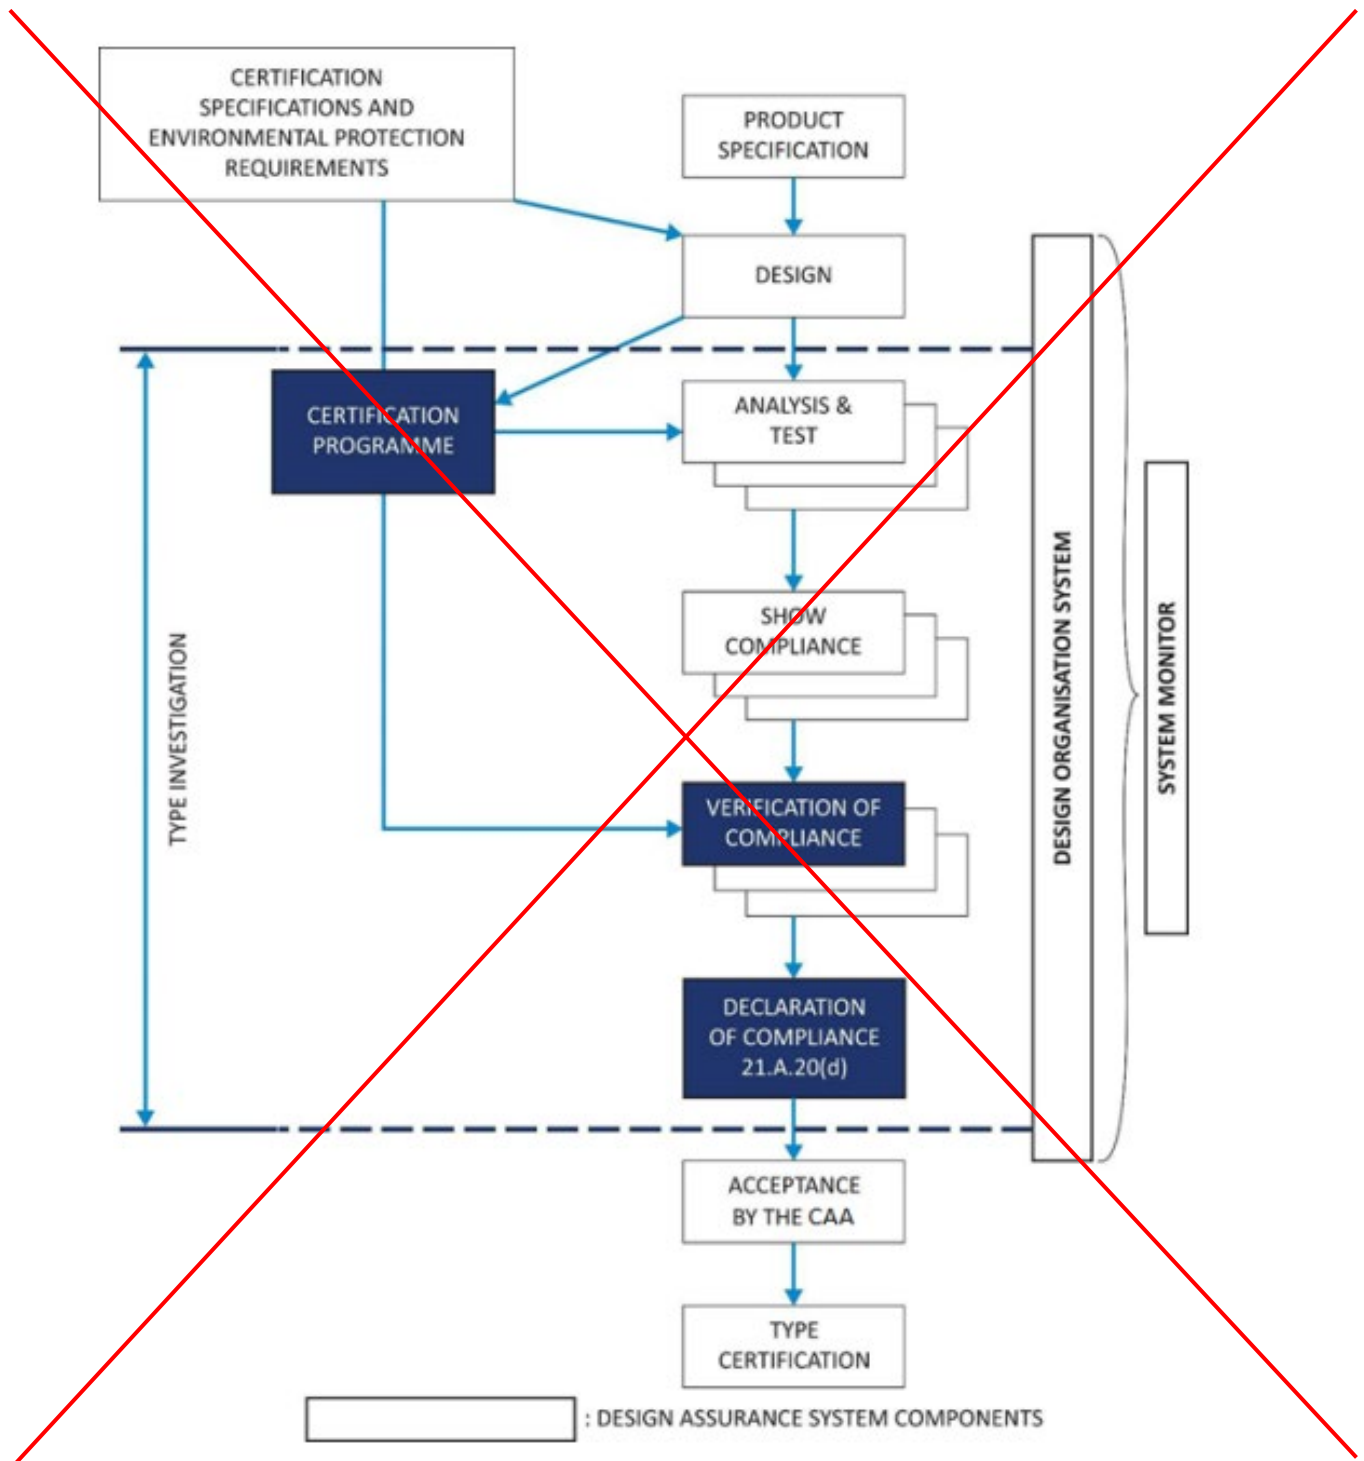 CERTIFICATION
SPECIFICATIONS AND
ENVIRONMENTAL PROTECTION
REQUIREMENTS
PRODUCT
SPECIFICATION
DESIGN
CERTIFICATION
PROGRAMME
ANALYSIS &
TEST
SHOW
COMPLIANCE
TYPE INVESTIGATION
DESIGN ORGANISATION SYSTEM
SYSTEM MONITOR
VERIFICATION OF
COMPLIANCE
DECLARATION
OF COMPLIANCE
21.A.20(d)
ACCEPTANCE
BY THE CAA
TYPE
CERTIFICATION
: DESIGN ASSURANCE SYSTEM COMPONENTS